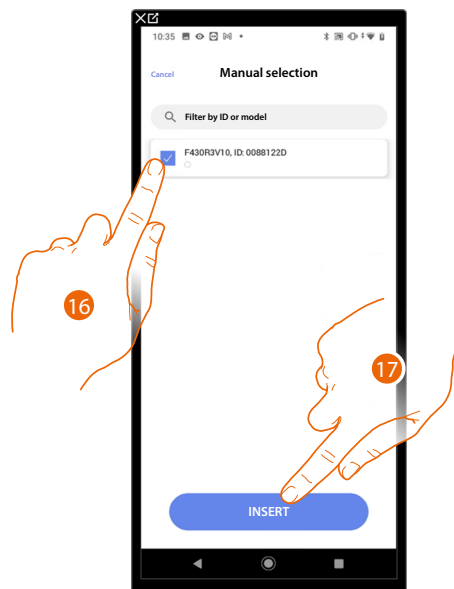 10:35
Cancel
Manual selection
Filter by ID or model
F430R3V10, ID: 0088122D
16
17
INSERT